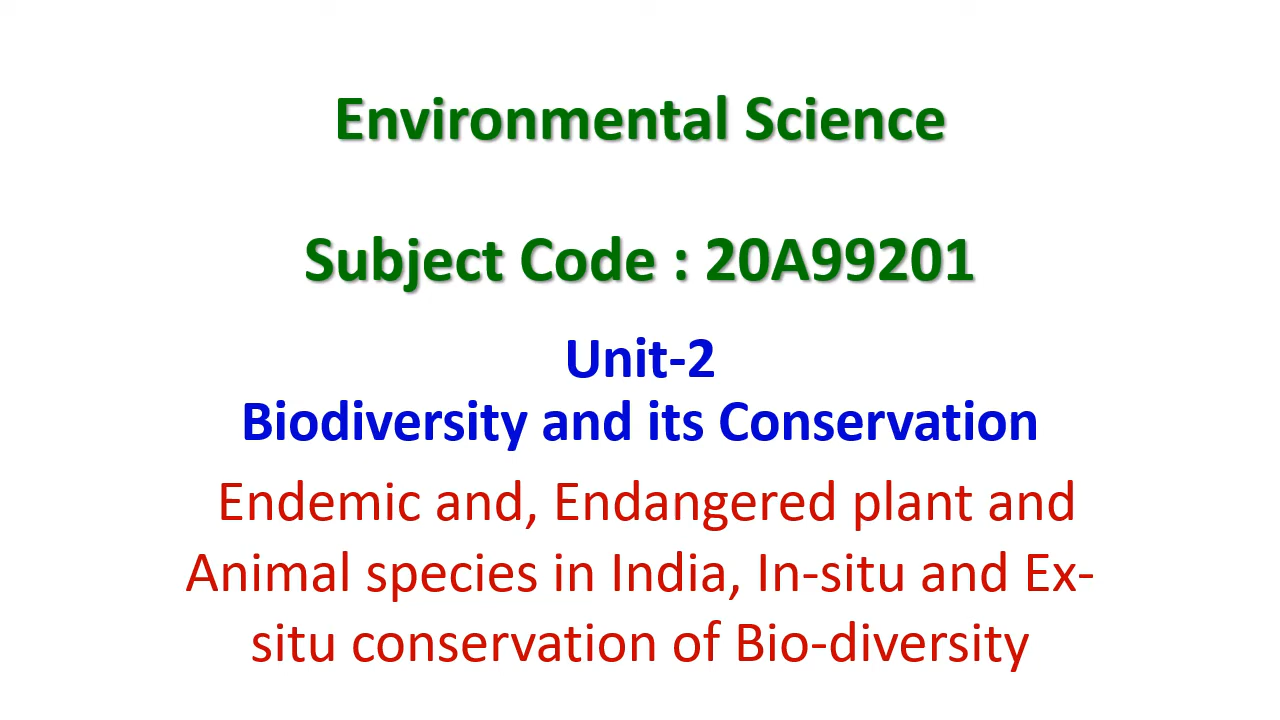 Environmental Science
Subject Code : 20A99201
Unit-2
Biodiversity and its Conservation
Endemic and, Endangered plant and
Animal species in India, In-situ and Ex-
situ conservation of Bio-diversity